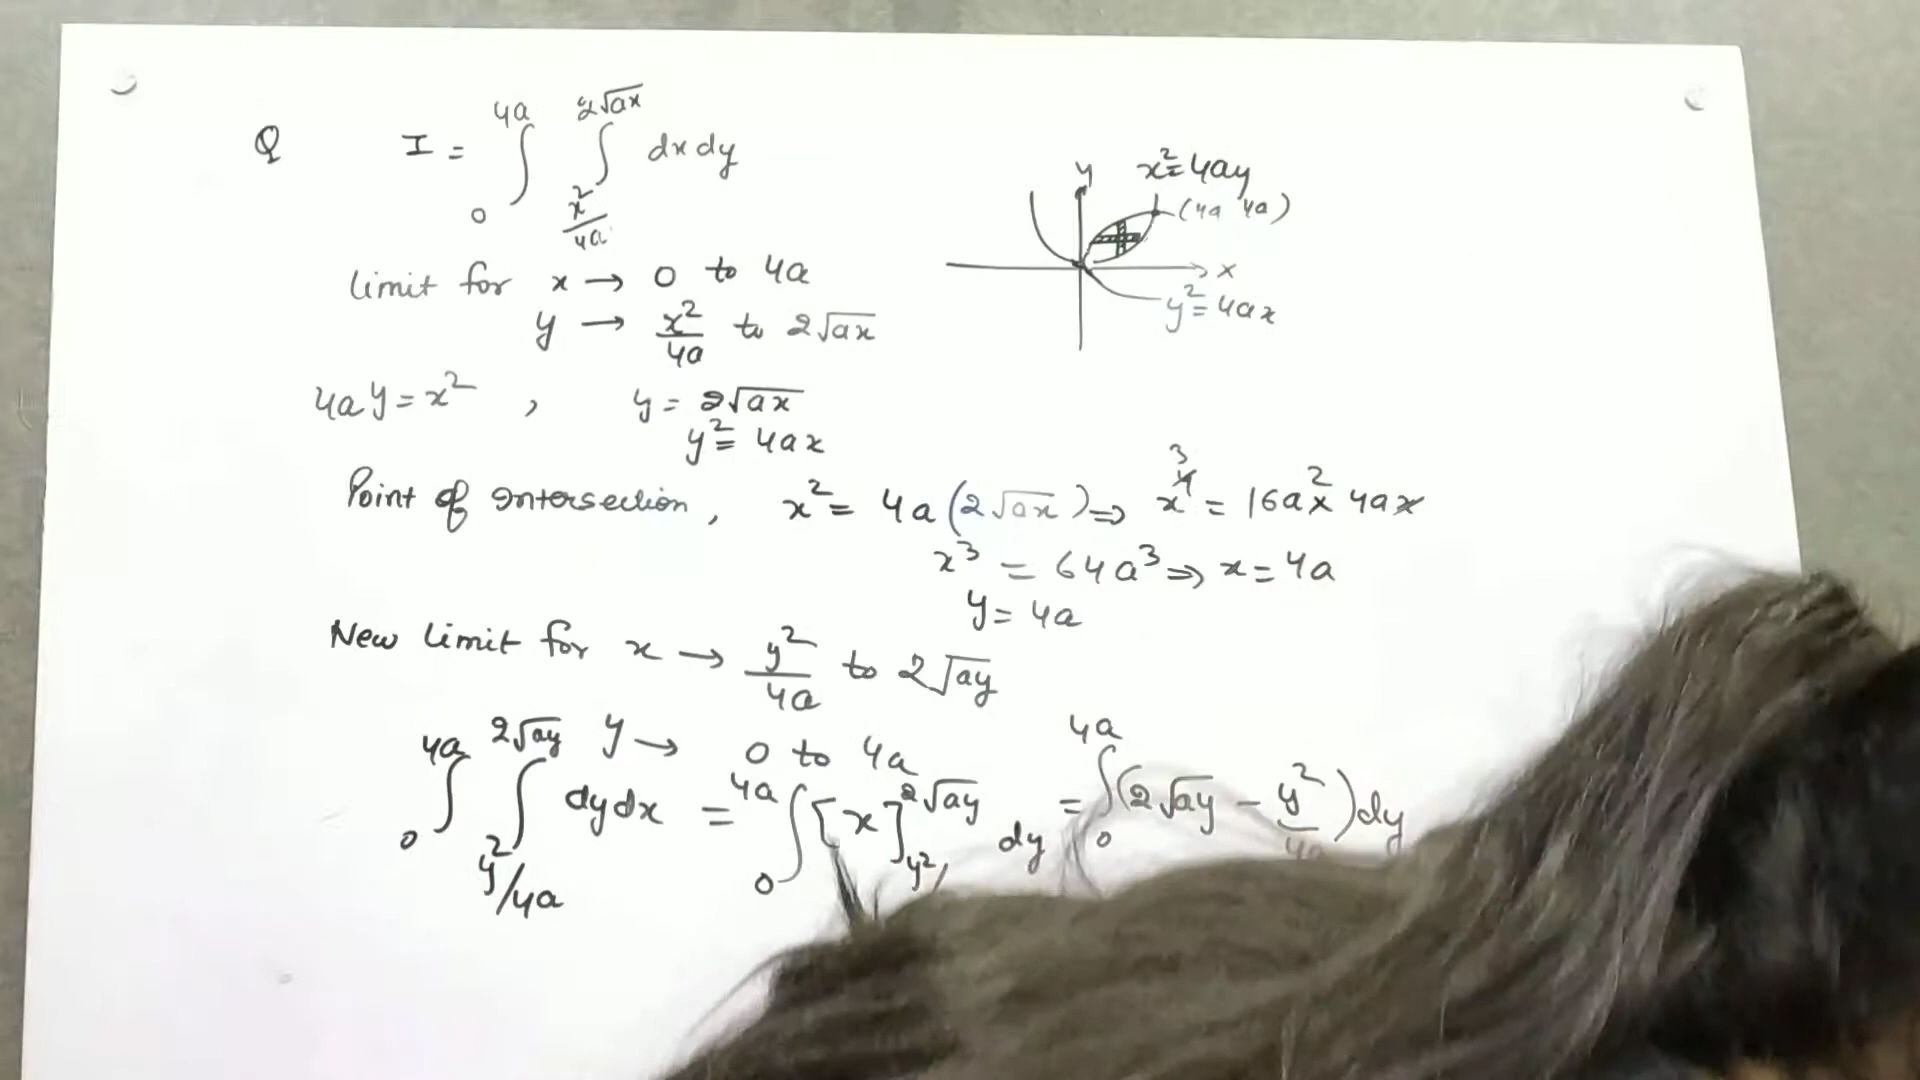 Q I = ∫₀^{4a} ∫_{x²/4a}^{2√ax} dx dy
limit for x → 0 to 4a
y → x²/4a to 2√ax
4ay = x² , y = 2√ax
y² = 4ax
Point of intersection, x² = 4a(2√ax) ⇒ x³ = 16a² x 4ax
x³ = 64a³ ⇒ x = 4a
y = 4a
New limit for x → y²/4a to 2√ay
y → 0 to 4a
∫₀^{4a} ∫_{y²/4a}^{2√ay} dy dx = ∫₀^{4a} [x]_{y²/}^{2√ay} dy = ∫₀^{4a} (2√ay − y²/4a) dy
y
x² = 4ay
(4a 4a)
x
y² = 4ax